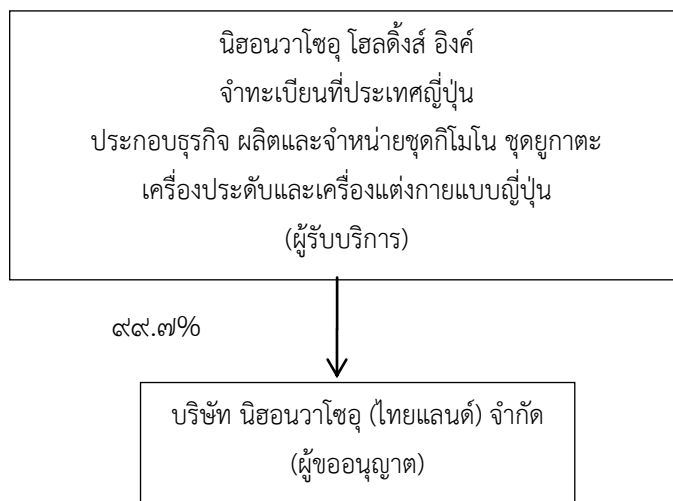 นิฮอนวาโซอุ โฮลดิ้งส์ อิงค์
จำทะเบียนที่ประเทศญี่ปุ่น
ประกอบธุรกิจ ผลิตและจำหน่ายชุดกิโมโน ชุดยูกาตะ
เครื่องประดับและเครื่องแต่งกายแบบญี่ปุ่น
(ผู้รับบริการ)
๙๙.๗%
บริษัท นิฮอนวาโซอุ (ไทยแลนด์) จำกัด
(ผู้ขออนุญาต)